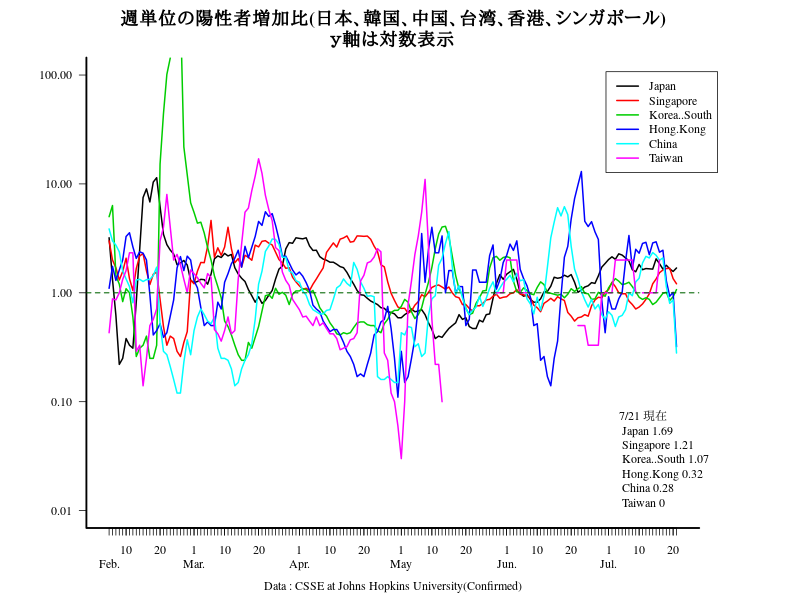 週単位の陽性者増加比(日本、韓国、中国、台湾、香港、シンガポール)
y軸は対数表示
100.00
10.00
1.00
0.10
0.01
Japan
Singapore
Korea..South
Hong.Kong
China
Taiwan
7/21 現在
Japan 1.69
Singapore 1.21
Korea..South 1.07
Hong.Kong 0.32
China 0.28
Taiwan 0
10 20 1 10 20 1 10 20 1 10 20 1 10 20 1 10 20
Feb. Mar. Apr. May Jun. Jul.
Data : CSSE at Johns Hopkins University(Confirmed)